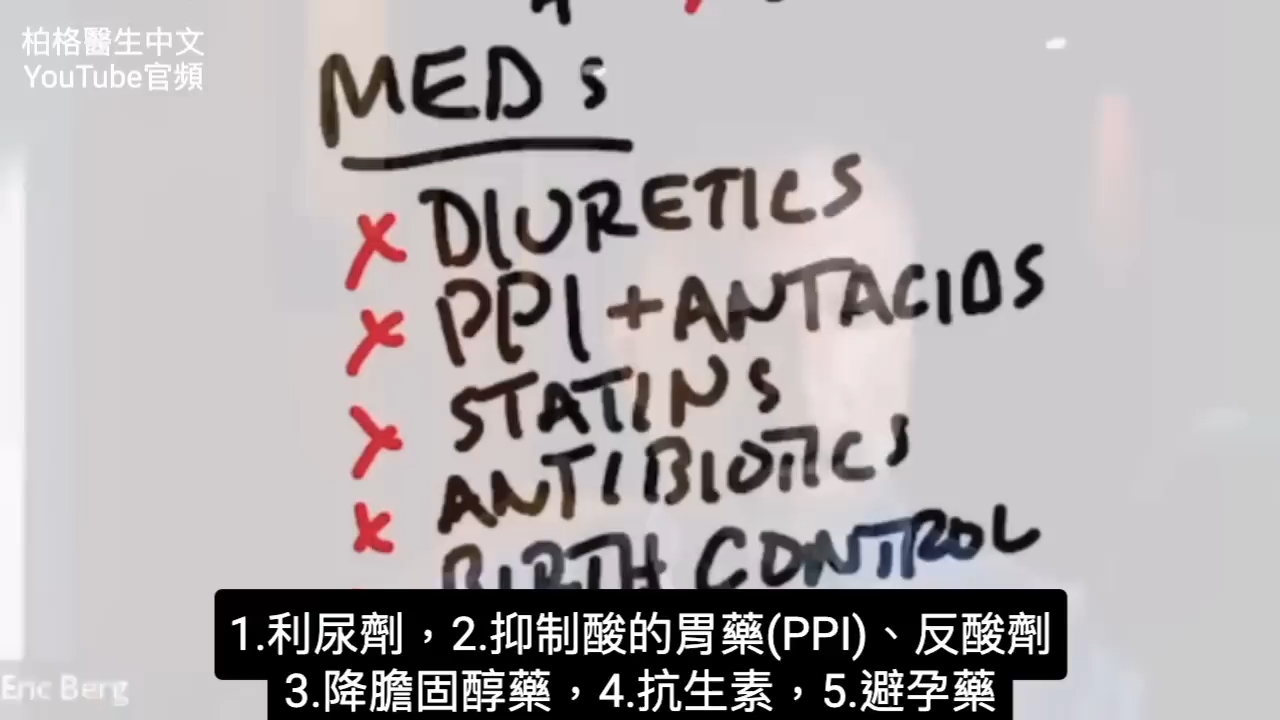 柏格醫生中文
YouTube官頻
MEDs
DIURETICS
PPI + ANTACIDS
STATINS
ANTIBIOTICS
BIRTH CONTROL
1.利尿劑，2.抑制酸的胃藥(PPI)、反酸劑
3.降膽固醇藥，4.抗生素，5.避孕藥
Eric Berg